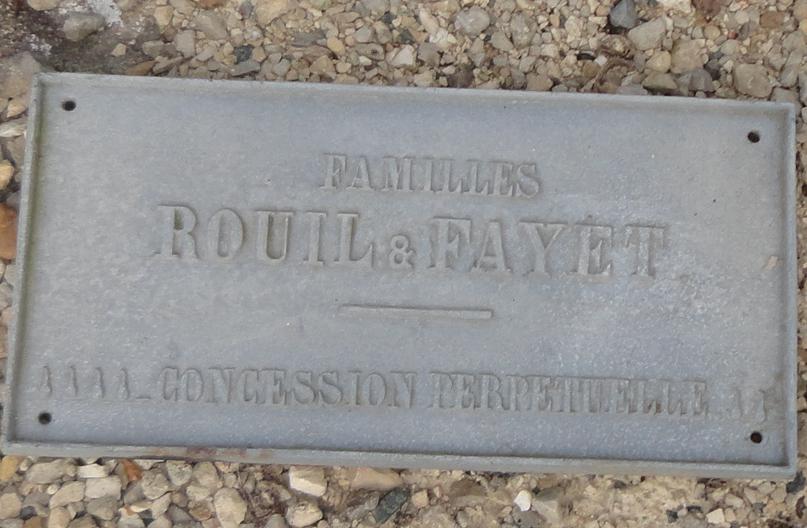 FAMILLES
ROUIL & FAYET
CONCESSION PERPETUELLE